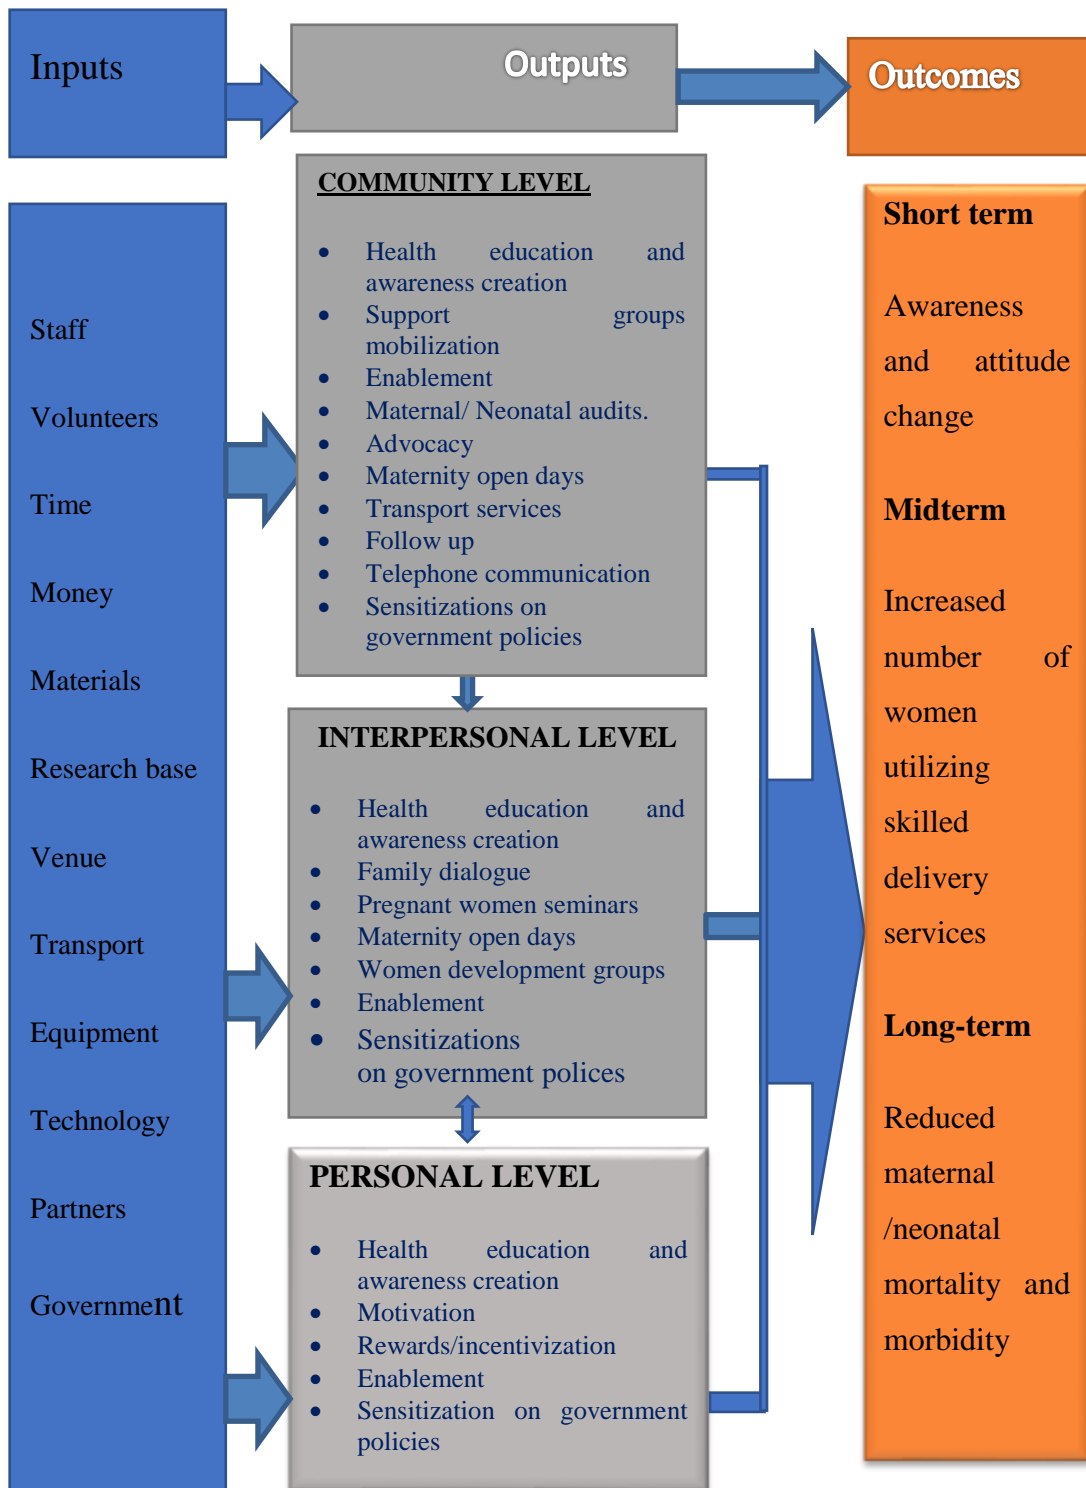 Inputs
Outputs
Outcomes
Staff
Volunteers
Time
Money
Materials
Research base
Venue
Transport
Equipment
Technology
Partners
Government
COMMUNITY LEVEL
• Health education and
awareness creation
• Support groups
mobilization
• Enablement
• Maternal/ Neonatal audits.
• Advocacy
• Maternity open days
• Transport services
• Follow up
• Telephone communication
• Sensitizations on
government policies
INTERPERSONAL LEVEL
• Health education and
awareness creation
• Family dialogue
• Pregnant women seminars
• Maternity open days
• Women development groups
• Enablement
• Sensitizations
on government polices
PERSONAL LEVEL
• Health education and
awareness creation
• Motivation
• Rewards/incentivization
• Enablement
• Sensitization on government
policies
Short term
Awareness
and attitude
change
Midterm
Increased
number of
women
utilizing
skilled
delivery
services
Long-term
Reduced
maternal
/neonatal
mortality and
morbidity